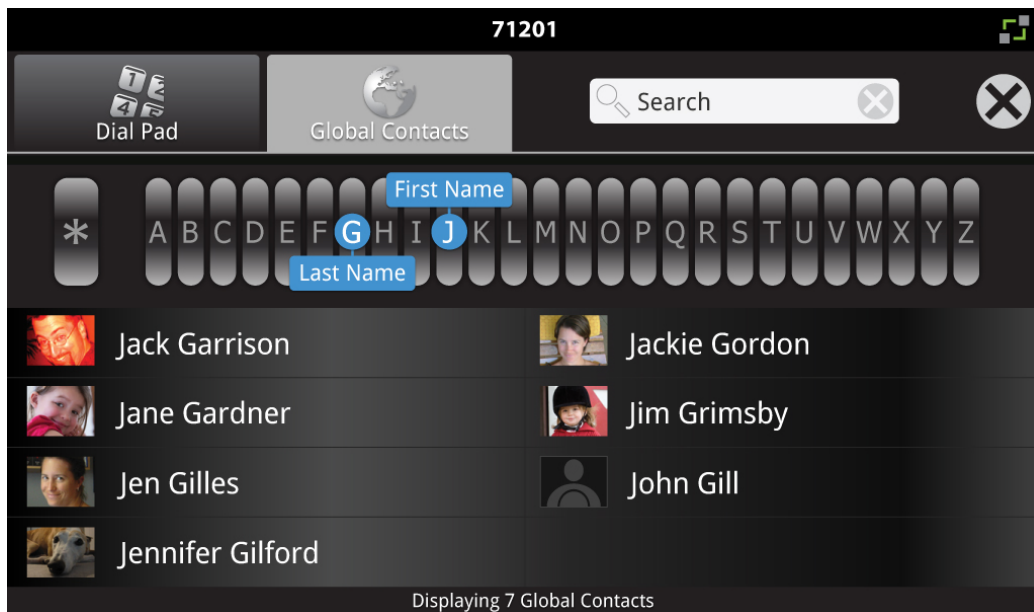 71201
Dial Pad
Global Contacts
Search
First Name
* A B C D E F G H I J K L M N O P Q R S T U V W X Y Z
Last Name
Jack Garrison
Jackie Gordon
Jane Gardner
Jim Grimsby
Jen Gilles
John Gill
Jennifer Gilford
Displaying 7 Global Contacts